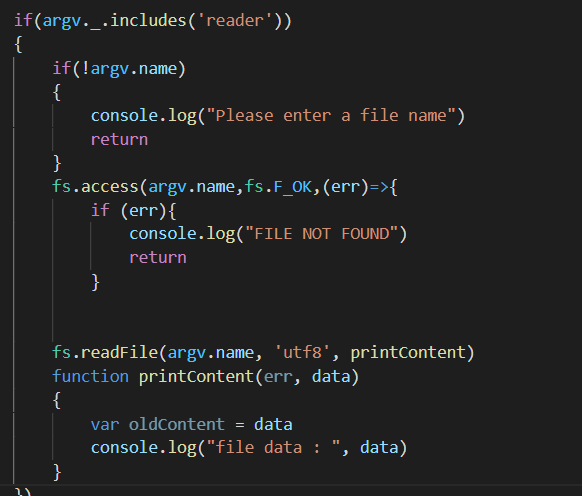 if(argv._.includes('reader'))
{
if(!argv.name)
{
console.log("Please enter a file name")
return
}
fs.access(argv.name,fs.F_OK,(err)=>{
if (err){
console.log("FILE NOT FOUND")
return
}
fs.readFile(argv.name, 'utf8', printContent)
function printContent(err, data)
{
var oldContent = data
console.log("file data : ", data)
}
})